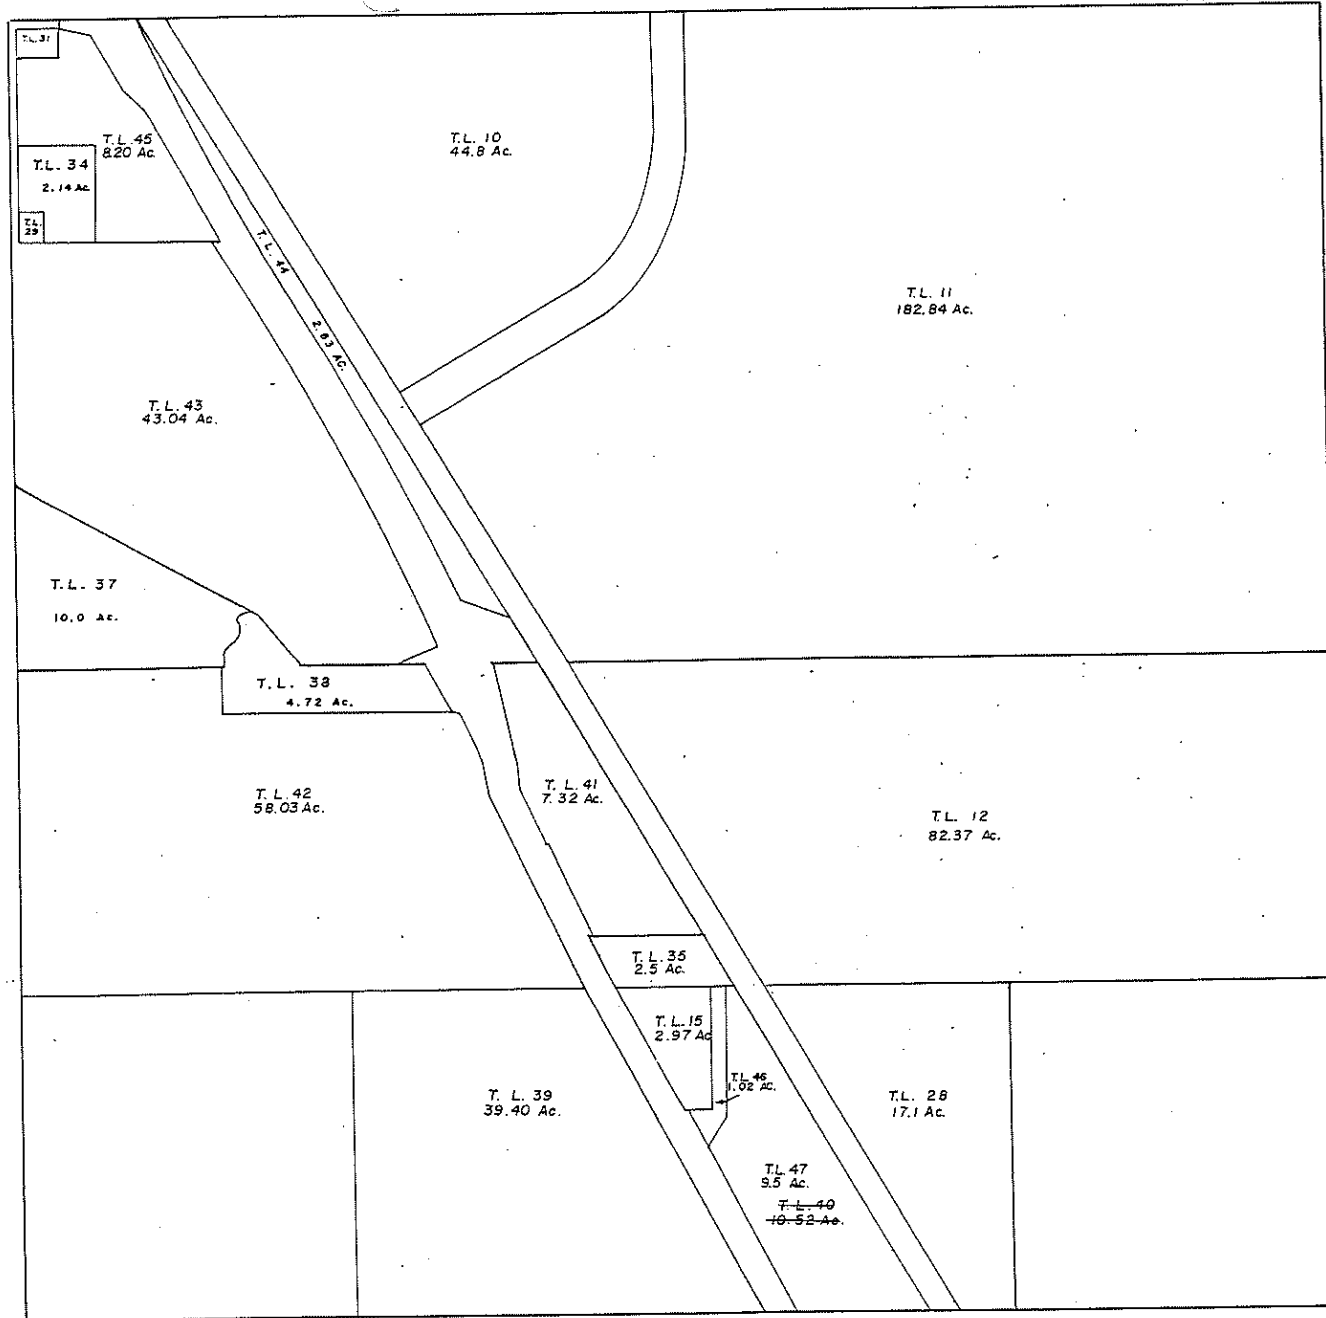 T.L. 31
T.L. 45
8.20 Ac.
T.L. 10
44.8 Ac.
T.L. 34
2.14 Ac.
T.L.
29
T. L. 44
2.63 AC.
T.L. 11
182.84 Ac.
T.L. 43
43.04 Ac.
T.L. 37
10.0 Ac.
T.L. 38
4.72 Ac.
T.L. 42
58.03 Ac.
T. L. 41
7.32 Ac.
T.L. 12
82.37 Ac.
T.L. 35
2.5 Ac.
T.L. 15
2.97 Ac
T.L. 46
1.02 AC.
T. L. 39
39.40 Ac.
T.L. 28
17.1 Ac.
T.L. 47
9.5 Ac.
T.L. 40
10.52 Ac.